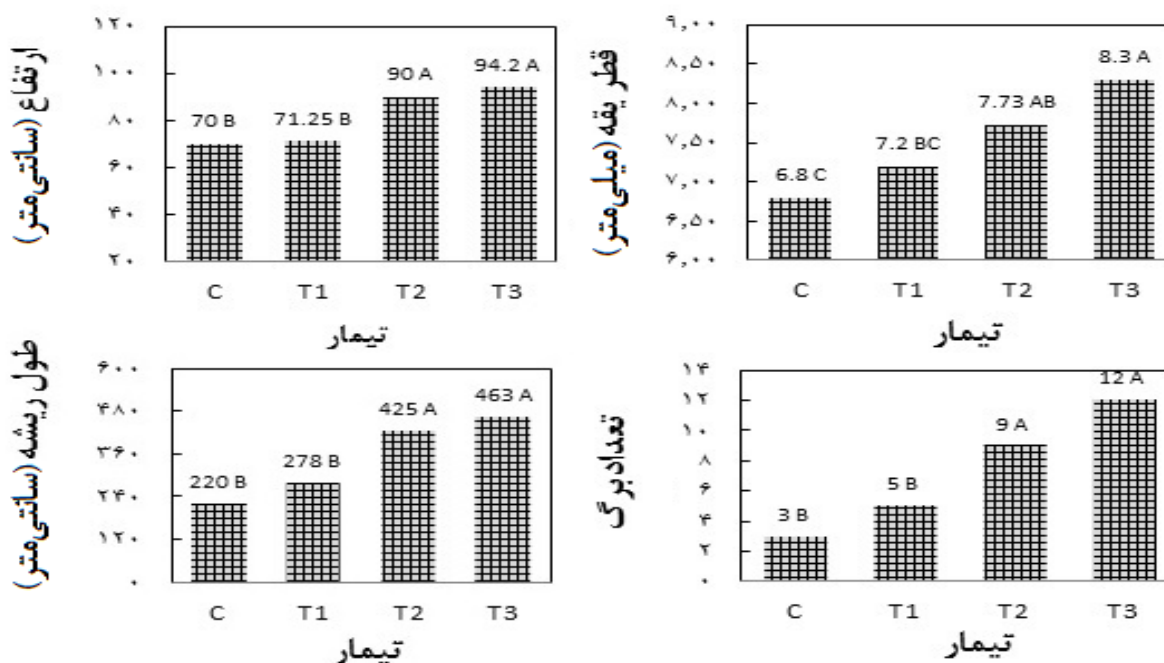 ارتفاع (سانتی‌متر)
۱۲۰
۱۰۰
۸۰
۶۰
۴۰
۲۰
70 B
71.25 B
90 A
94.2 A
C T1 T2 T3
تیمار
قطر یقه (میلی‌متر)
۹,۰۰
۸,۵۰
۸,۰۰
۷,۵۰
۷,۰۰
۶,۵۰
۶,۰۰
6.8 C
7.2 BC
7.73 AB
8.3 A
C T1 T2 T3
تیمار
طول ریشه (سانتی‌متر)
۶۰۰
۴۸۰
۳۶۰
۲۴۰
۱۲۰
۰
220 B
278 B
425 A
463 A
C T1 T2 T3
تیمار
تعدادبرگ
۱۴
۱۲
۱۰
۸
۶
۴
۲
۰
3 B
5 B
9 A
12 A
C T1 T2 T3
تیمار